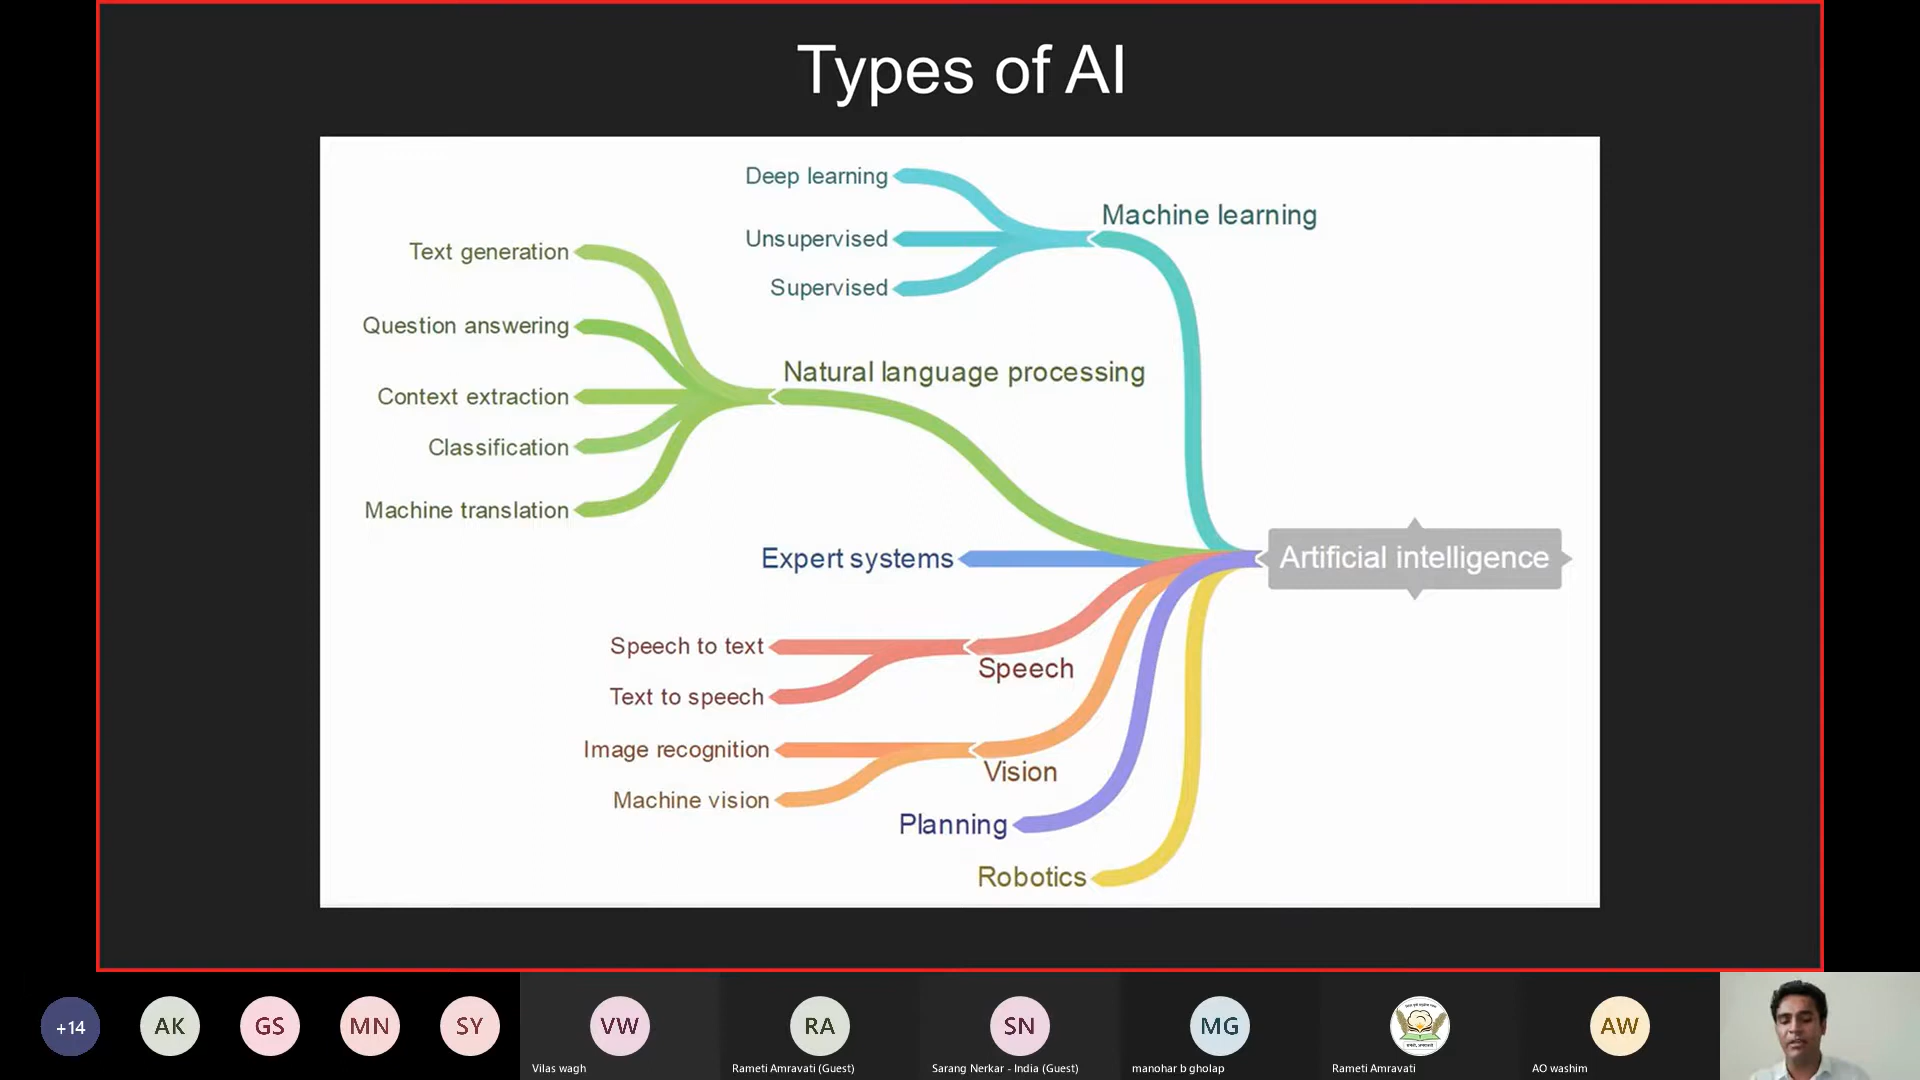 Types of AI
Deep learning
Machine learning
Unsupervised
Supervised
Text generation
Question answering
Natural language processing
Context extraction
Classification
Machine translation
Expert systems
Artificial intelligence
Speech to text
Speech
Text to speech
Image recognition
Vision
Machine vision
Planning
Robotics
+14
AK
GS
MN
SY
VW
RA
SN
MG
AW
Vilas wagh
Rameti Amravati (Guest)
Sarang Nerkar - India (Guest)
manohar b gholap
Rameti Amravati
AO washim